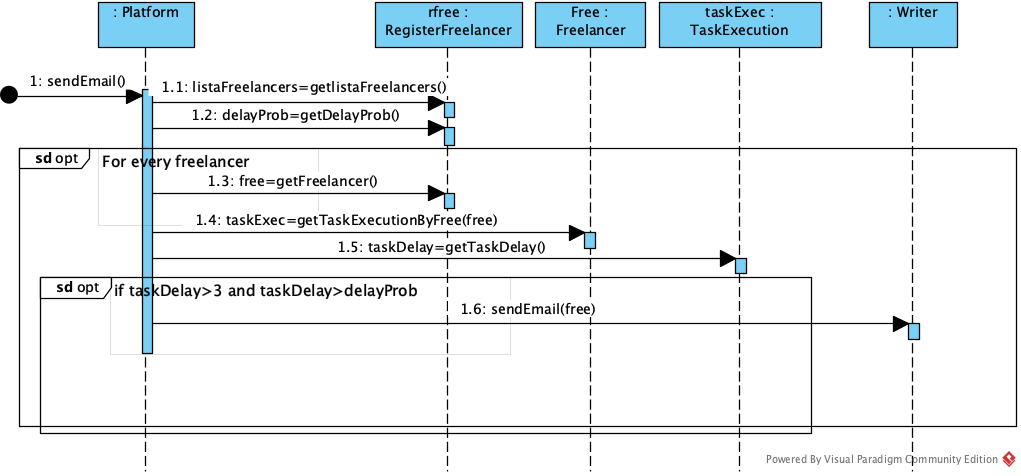 : Platform
rfree :
RegisterFreelancer
Free :
Freelancer
taskExec :
TaskExecution
: Writer
1: sendEmail()
1.1: listaFreelancers=getlistaFreelancers()
1.2: delayProb=getDelayProb()
sd opt
For every freelancer
1.3: free=getFreelancer()
1.4: taskExec=getTaskExecutionByFree(free)
1.5: taskDelay=getTaskDelay()
sd opt
if taskDelay>3 and taskDelay>delayProb
1.6: sendEmail(free)
Powered By Visual Paradigm Community Edition